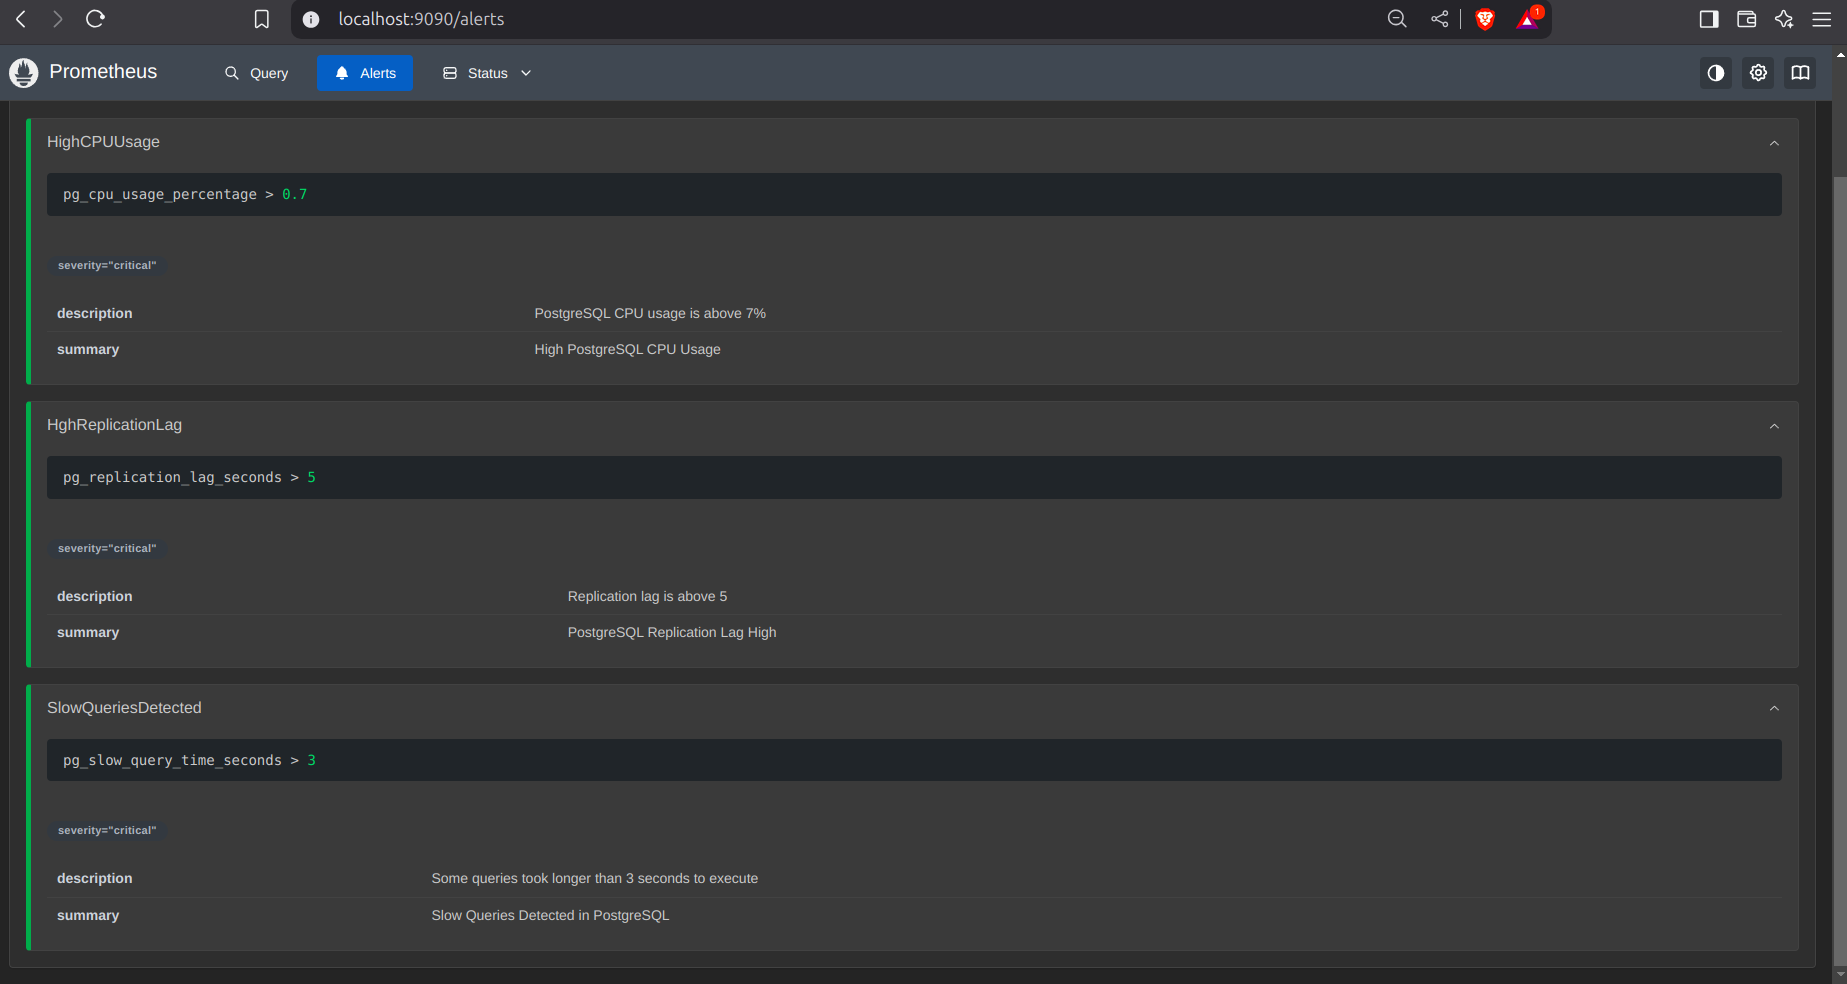 localhost:9090/alerts
1
Prometheus
Query
Alerts
Status
HighCPUUsage
pg_cpu_usage_percentage > 0.7
severity="critical"
description PostgreSQL CPU usage is above 7%
summary High PostgreSQL CPU Usage
HghReplicationLag
pg_replication_lag_seconds > 5
severity="critical"
description Replication lag is above 5
summary PostgreSQL Replication Lag High
SlowQueriesDetected
pg_slow_query_time_seconds > 3
severity="critical"
description Some queries took longer than 3 seconds to execute
summary Slow Queries Detected in PostgreSQL